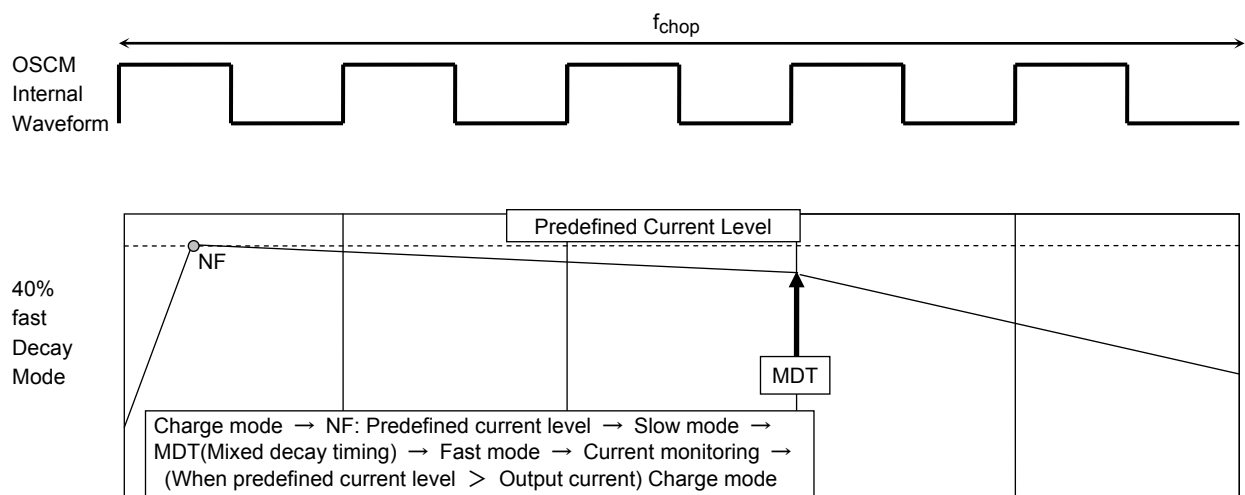 fchop
OSCM
Internal
Waveform
Predefined Current Level
NF
40%
fast
Decay
Mode
MDT
Charge mode → NF: Predefined current level → Slow mode →
MDT(Mixed decay timing) → Fast mode → Current monitoring →
(When predefined current level ＞ Output current) Charge mode